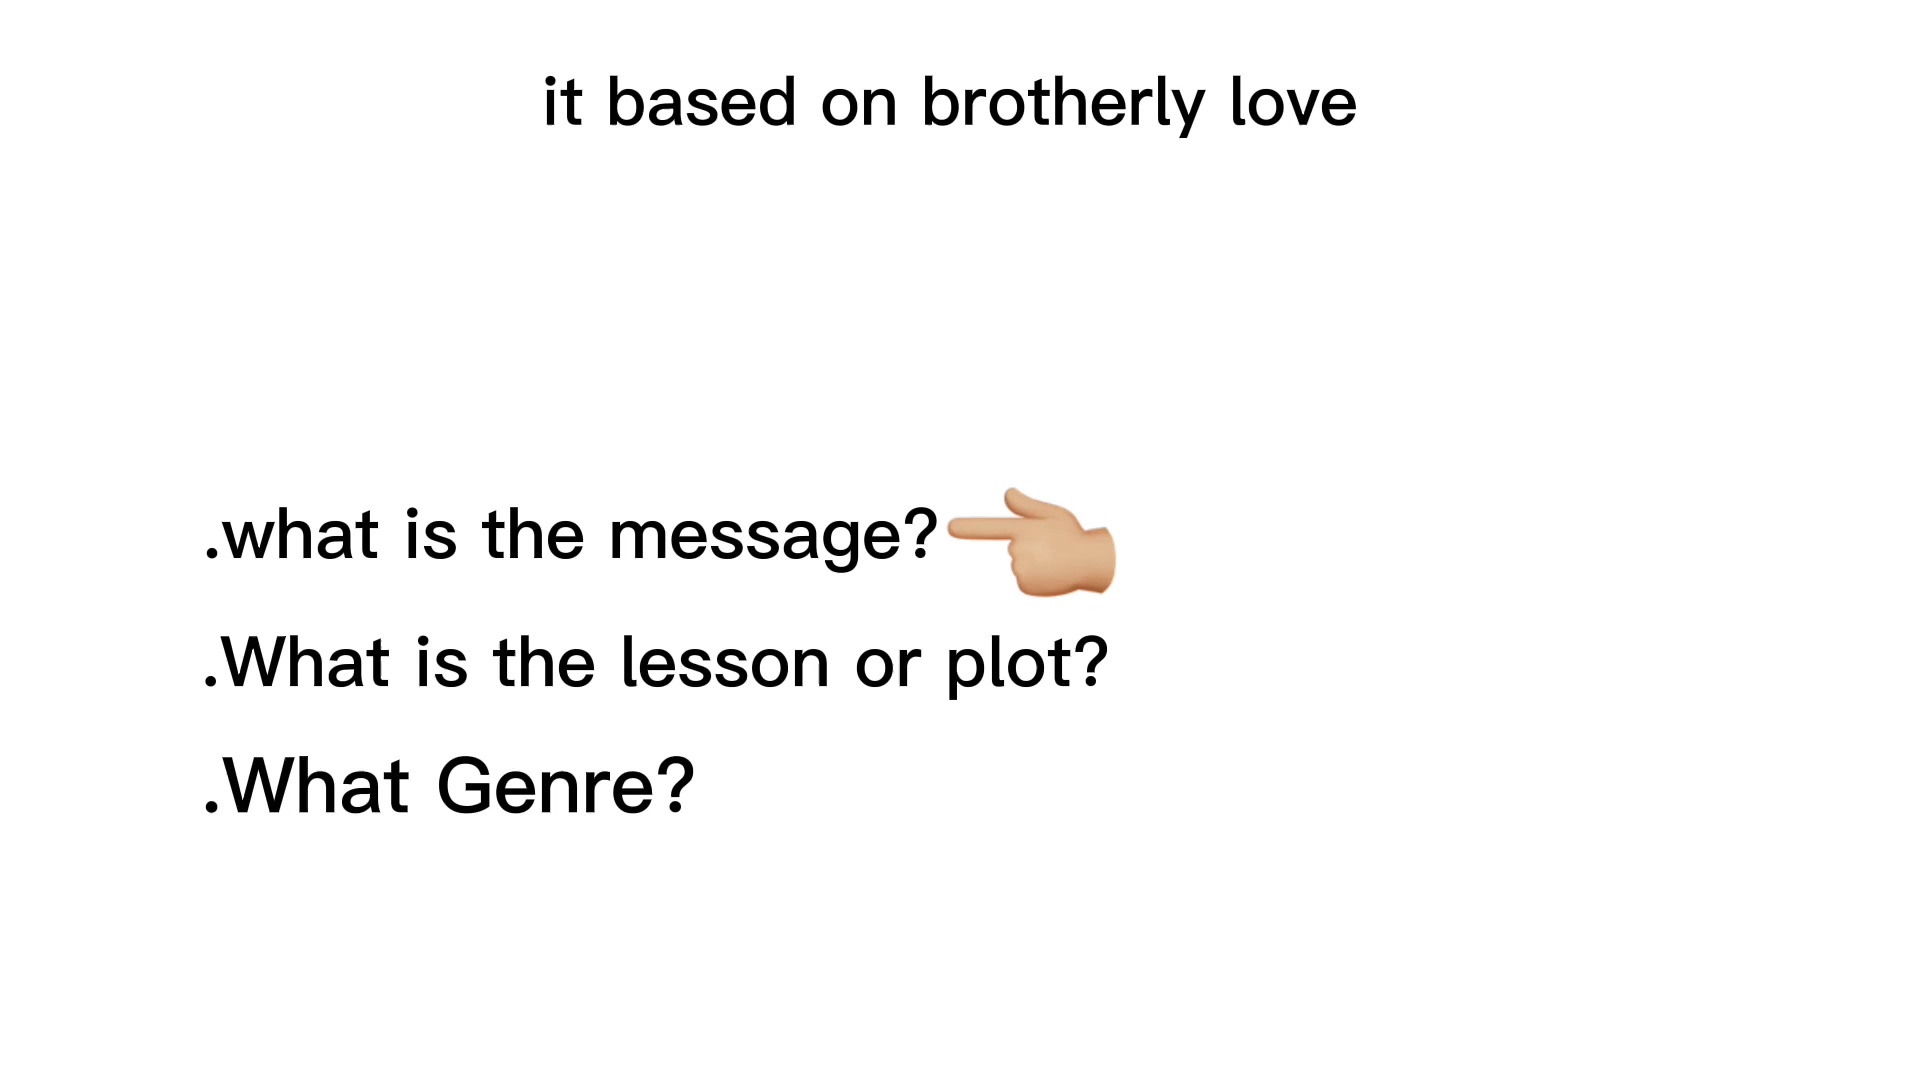 it based on brotherly love
.what is the message?
.What is the lesson or plot?
.What Genre?